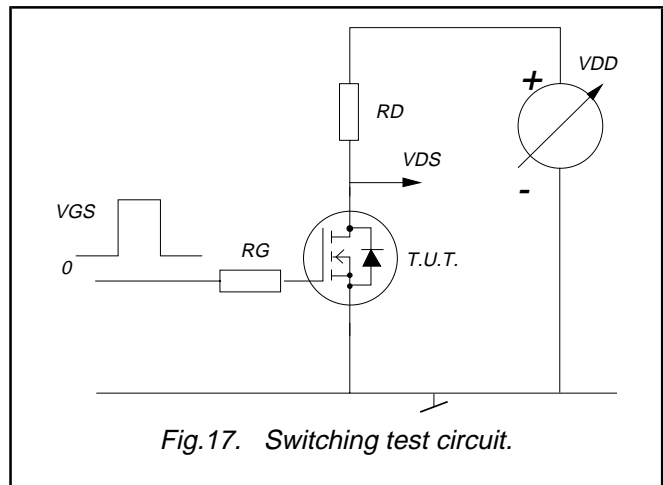 +
VDD
RD
VDS
-
VGS
0
RG
T.U.T.
Fig.17. Switching test circuit.